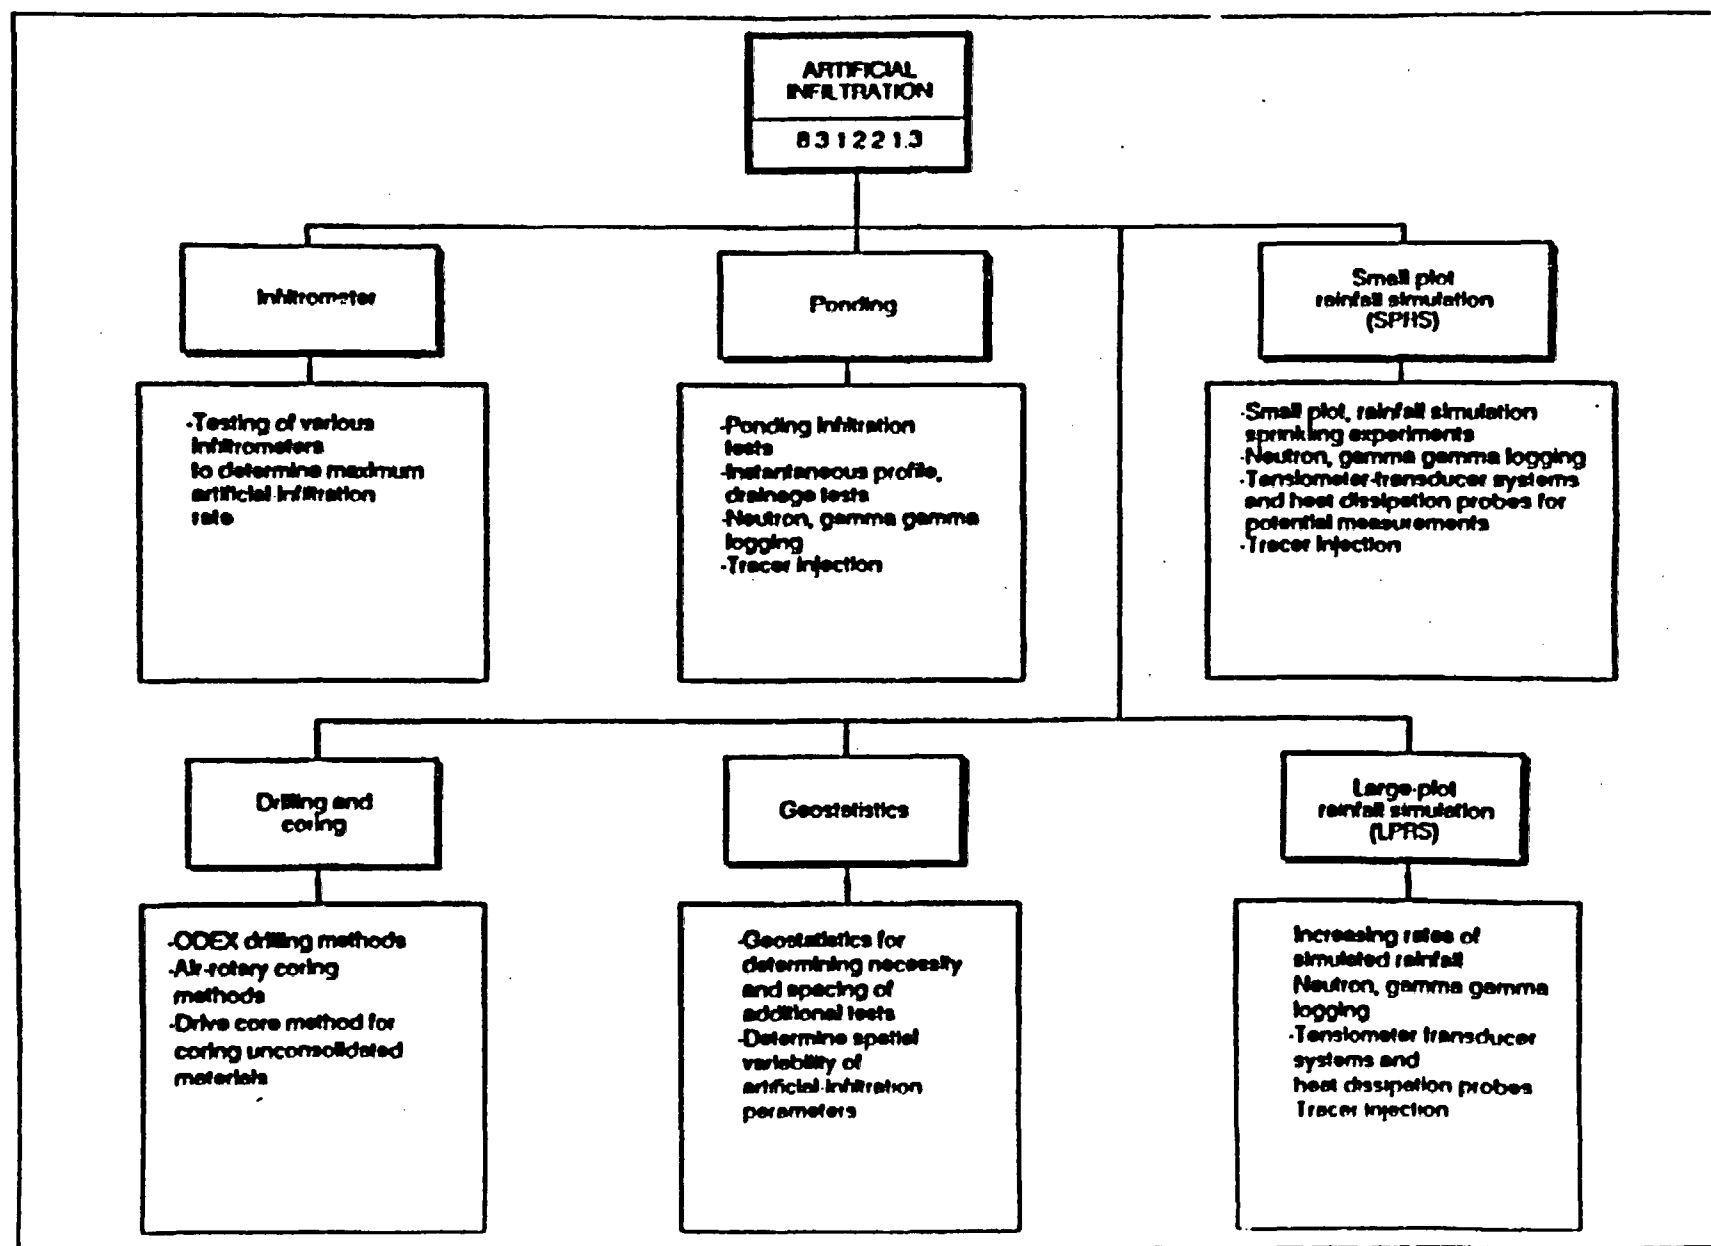 ARTIFICIAL
INFILTRATION
8 3 1 2 2 1.3
Infiltrometer
Ponding
Small plot
rainfall simulation
(SPRS)
-Testing of various
infiltrometers
to determine maximum
artificial-infiltration
rate
-Ponding infiltration
tests
-Instantaneous profile,
drainage tests
-Neutron, gamma gamma
logging
-Tracer injection
-Small plot, rainfall simulation
sprinkling experiments
-Neutron, gamma gamma logging
-Tensiometer-transducer systems
and heat dissipation probes for
potential measurements
-Tracer injection
Drilling and
coring
Geostatistics
Large-plot
rainfall simulation
(LPRS)
-ODEX drilling methods
-Air-rotary coring
methods
-Drive core method for
coring unconsolidated
materials
-Geostatistics for
determining necessity
and spacing of
additional tests
-Determine spatial
variability of
artificial-infiltration
parameters
Increasing rates of
simulated rainfall
Neutron, gamma gamma
logging
-Tensiometer transducer
systems and
heat dissipation probes
Tracer injection